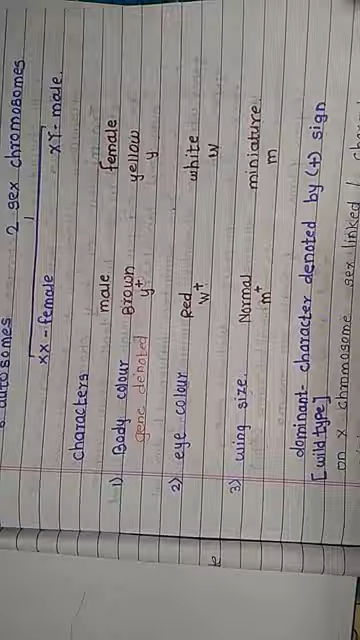 autosomes 2 sex chromosomes
XX - female XY - male.
characters male female
1) Body colour Brown yellow
gene denoted y+ y
2) eye colour Red white
w+ w
3) wing size. Normal miniature
m+ m
dominant - character denoted by (+) sign
[wild type]
on X chromosome sex linked